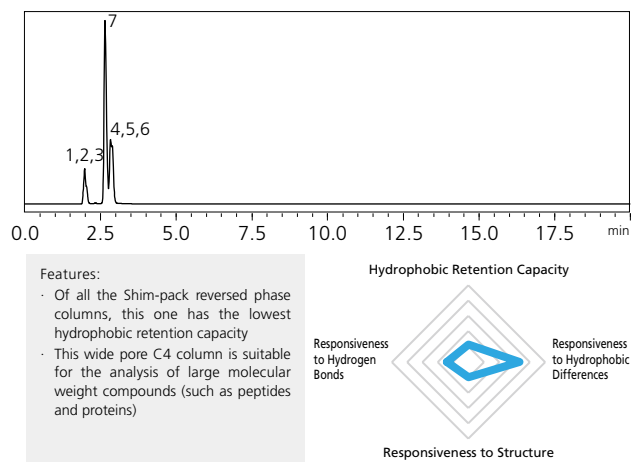 7
4,5,6
1,2,3
0.0 2.5 5.0 7.5 10.0 12.5 15.0 17.5 min
Features:
· Of all the Shim-pack reversed phase
columns, this one has the lowest
hydrophobic retention capacity
· This wide pore C4 column is suitable
for the analysis of large molecular
weight compounds (such as peptides
and proteins)
Hydrophobic Retention Capacity
Responsiveness
to Hydrogen
Bonds
Responsiveness
to Hydrophobic
Differences
Responsiveness to Structure